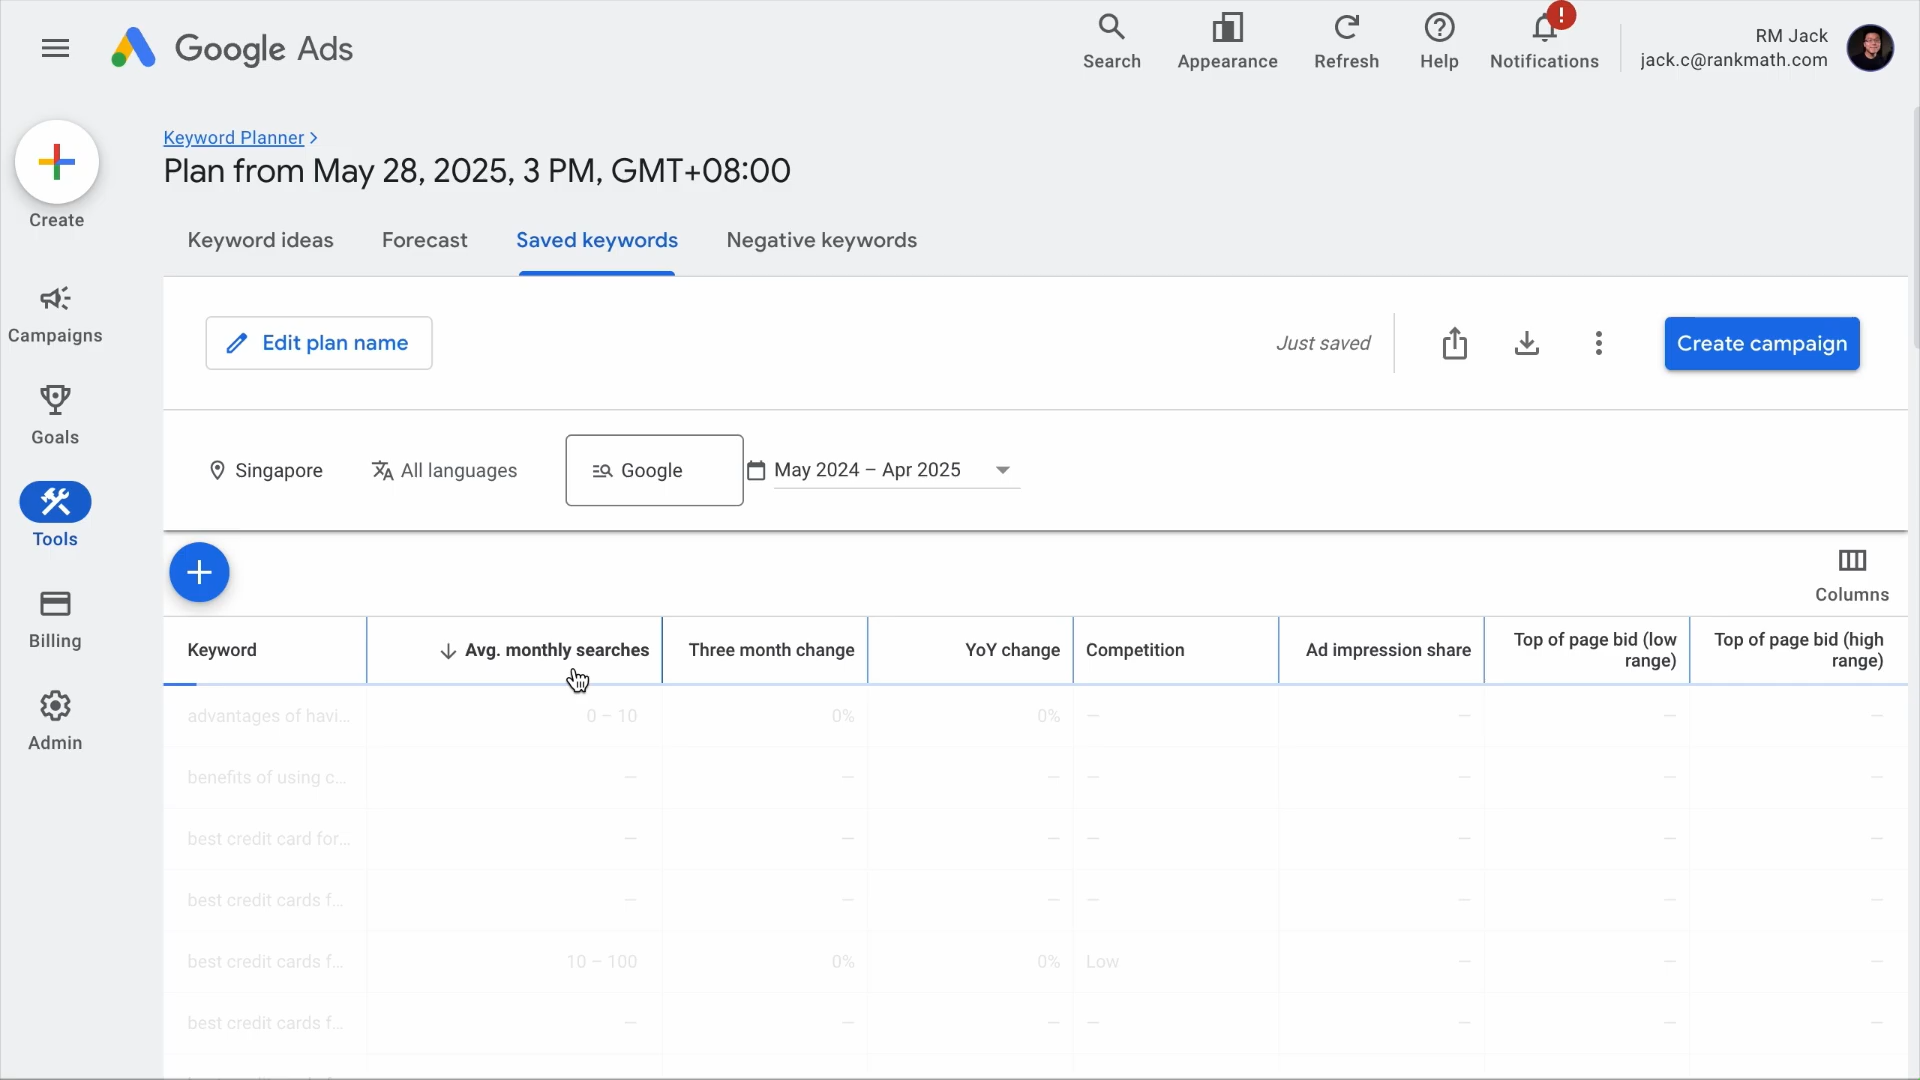 Google Ads
Search
Appearance
Refresh
Help
!
Notifications
RM Jack
jack.c@rankmath.com
Create
Campaigns
Goals
Tools
Billing
Admin
Keyword Planner >
Plan from May 28, 2025, 3 PM, GMT+08:00
Keyword ideas Forecast Saved keywords Negative keywords
Edit plan name
Just saved
Create campaign
Singapore
All languages
Google
May 2024 – Apr 2025
Columns
Keyword
Avg. monthly searches
Three month change
YoY change
Competition
Ad impression share
Top of page bid (low
range)
Top of page bid (high
range)
advantages of havi... 0 – 10 0% 0% — — — —
benefits of using c... — — — — — — —
best credit card for... — — — — — — —
best credit cards f... — — — — — — —
best credit cards f... 10 – 100 0% 0% Low — — —
best credit cards f... — — — — — — —